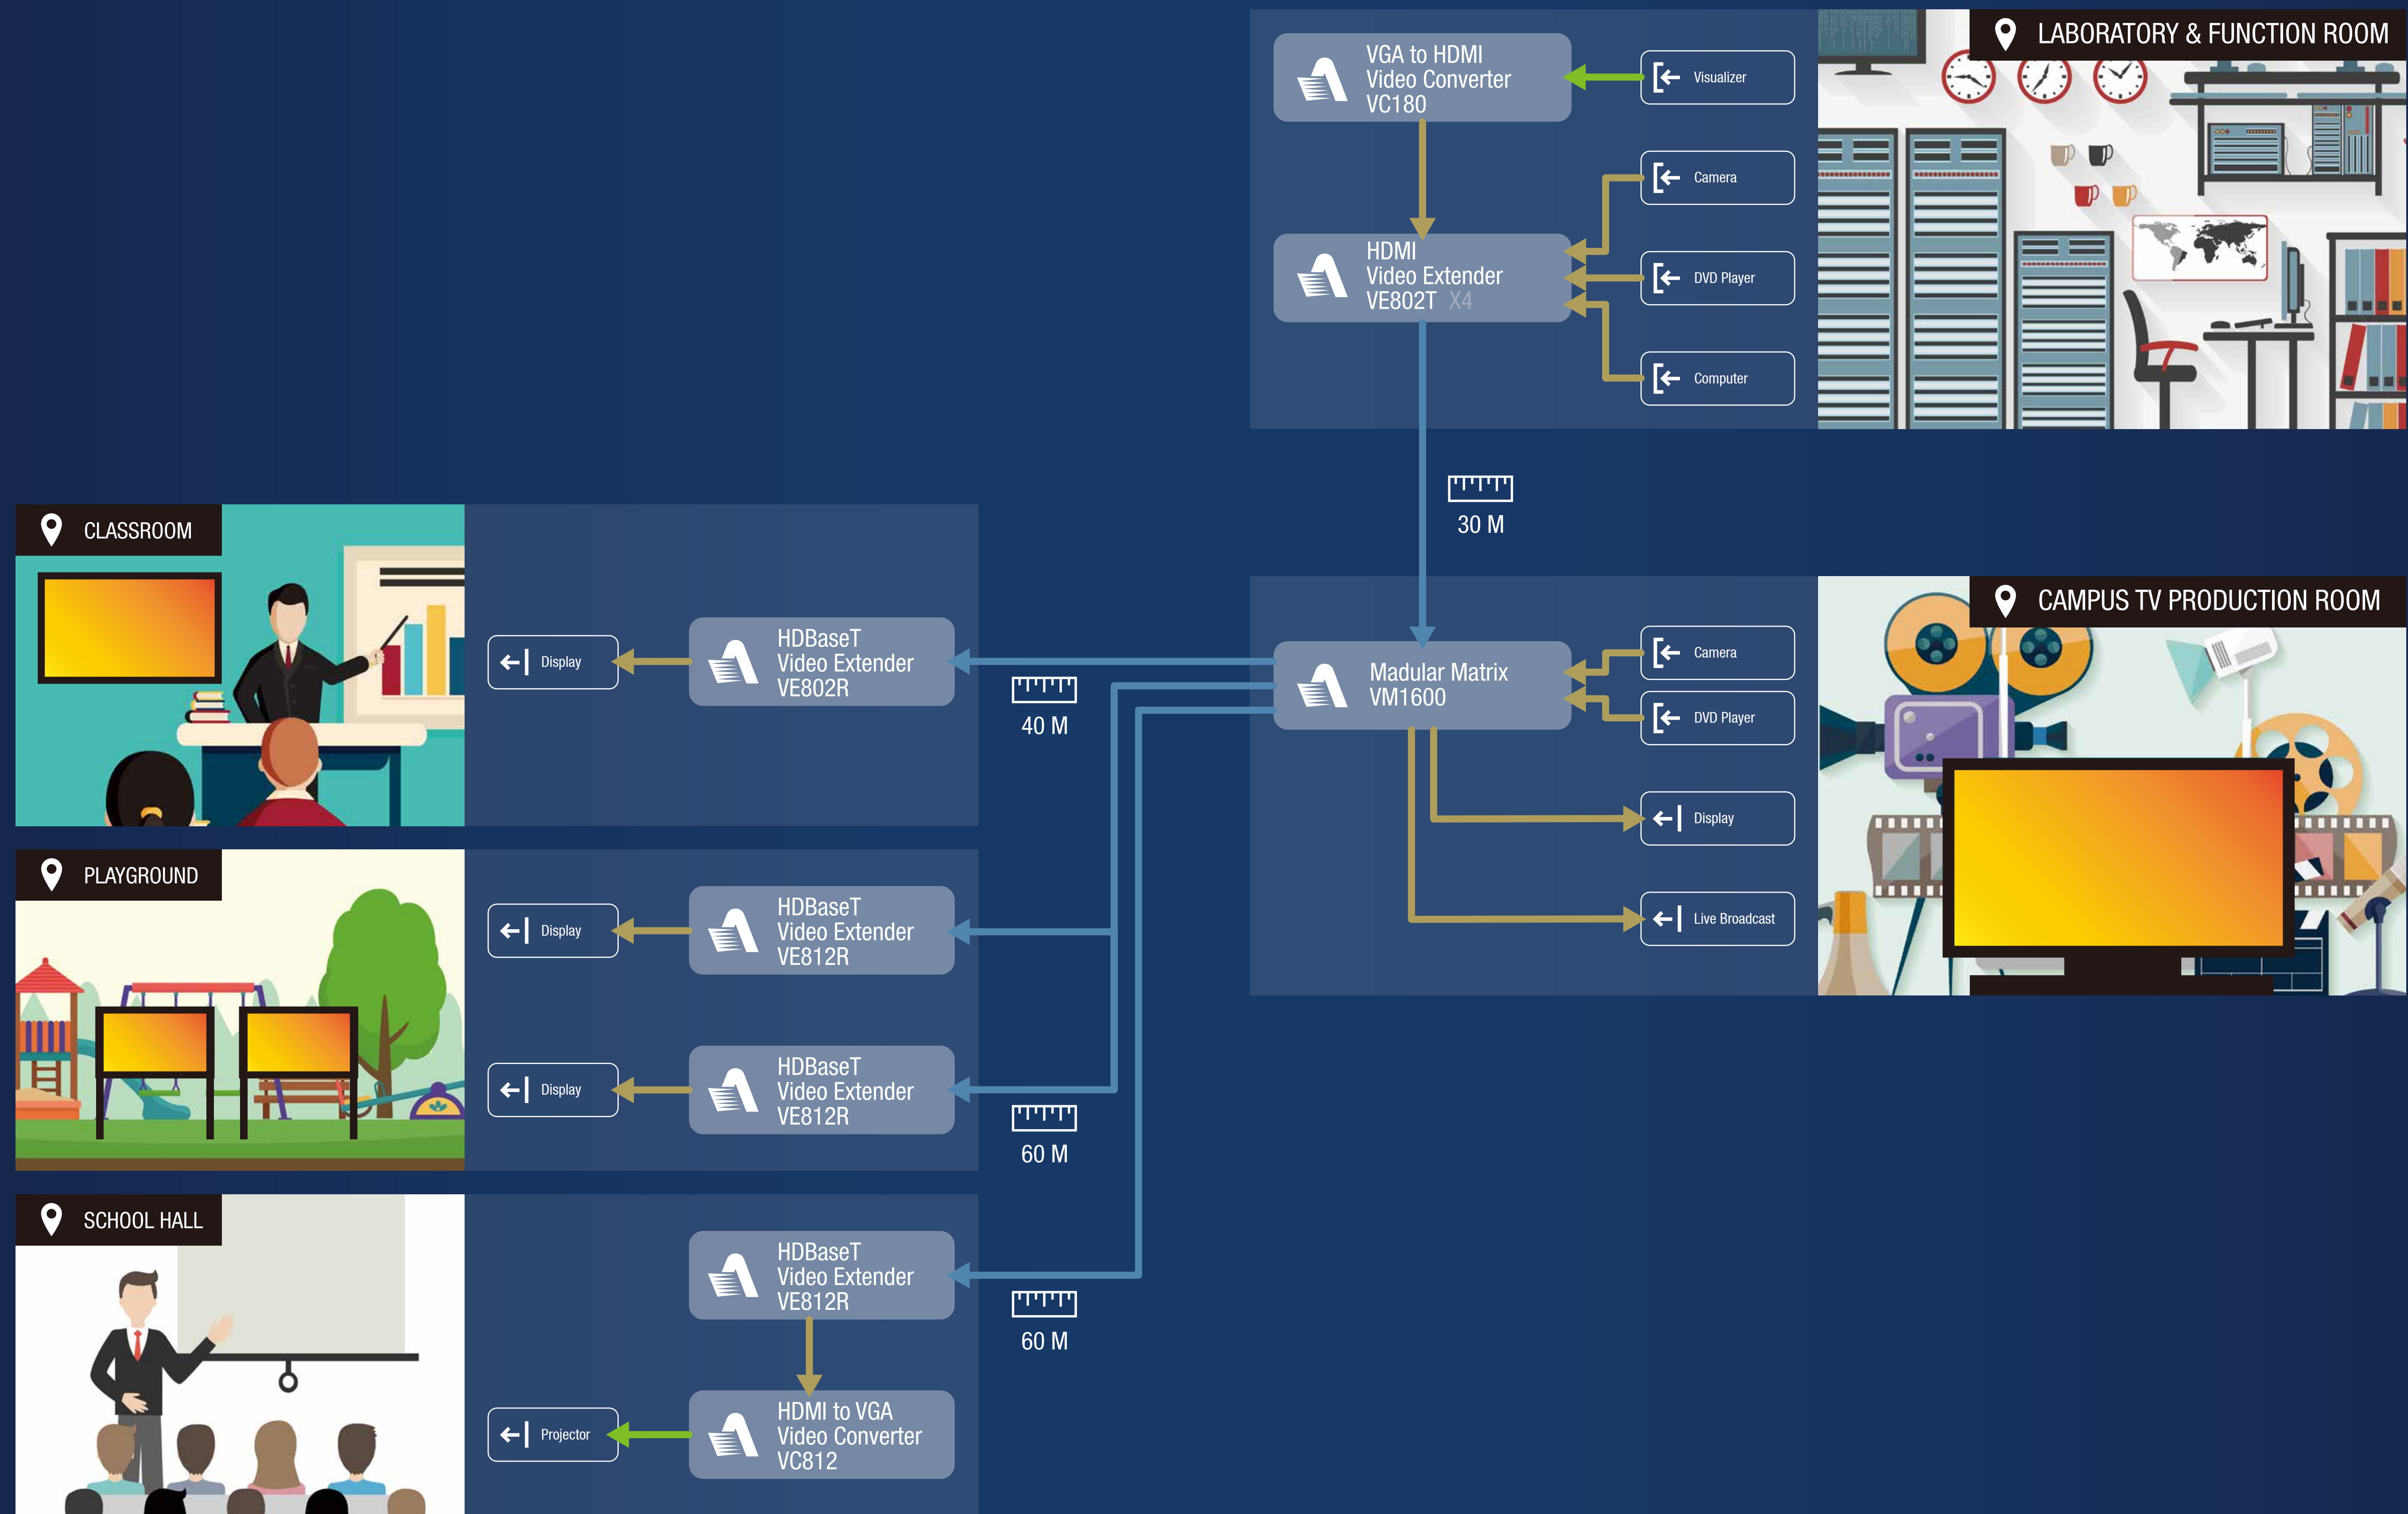 LABORATORY & FUNCTION ROOM
VGA to HDMI
Video Converter
VC180
Visualizer
Camera
HDMI
Video Extender
VE802T X4
DVD Player
Computer
30 M
CLASSROOM
Display
HDBaseT
Video Extender
VE802R
40 M
CAMPUS TV PRODUCTION ROOM
Madular Matrix
VM1600
Camera
DVD Player
Display
Live Broadcast
PLAYGROUND
Display
HDBaseT
Video Extender
VE812R
Display
HDBaseT
Video Extender
VE812R
60 M
SCHOOL HALL
HDBaseT
Video Extender
VE812R
60 M
Projector
HDMI to VGA
Video Converter
VC812